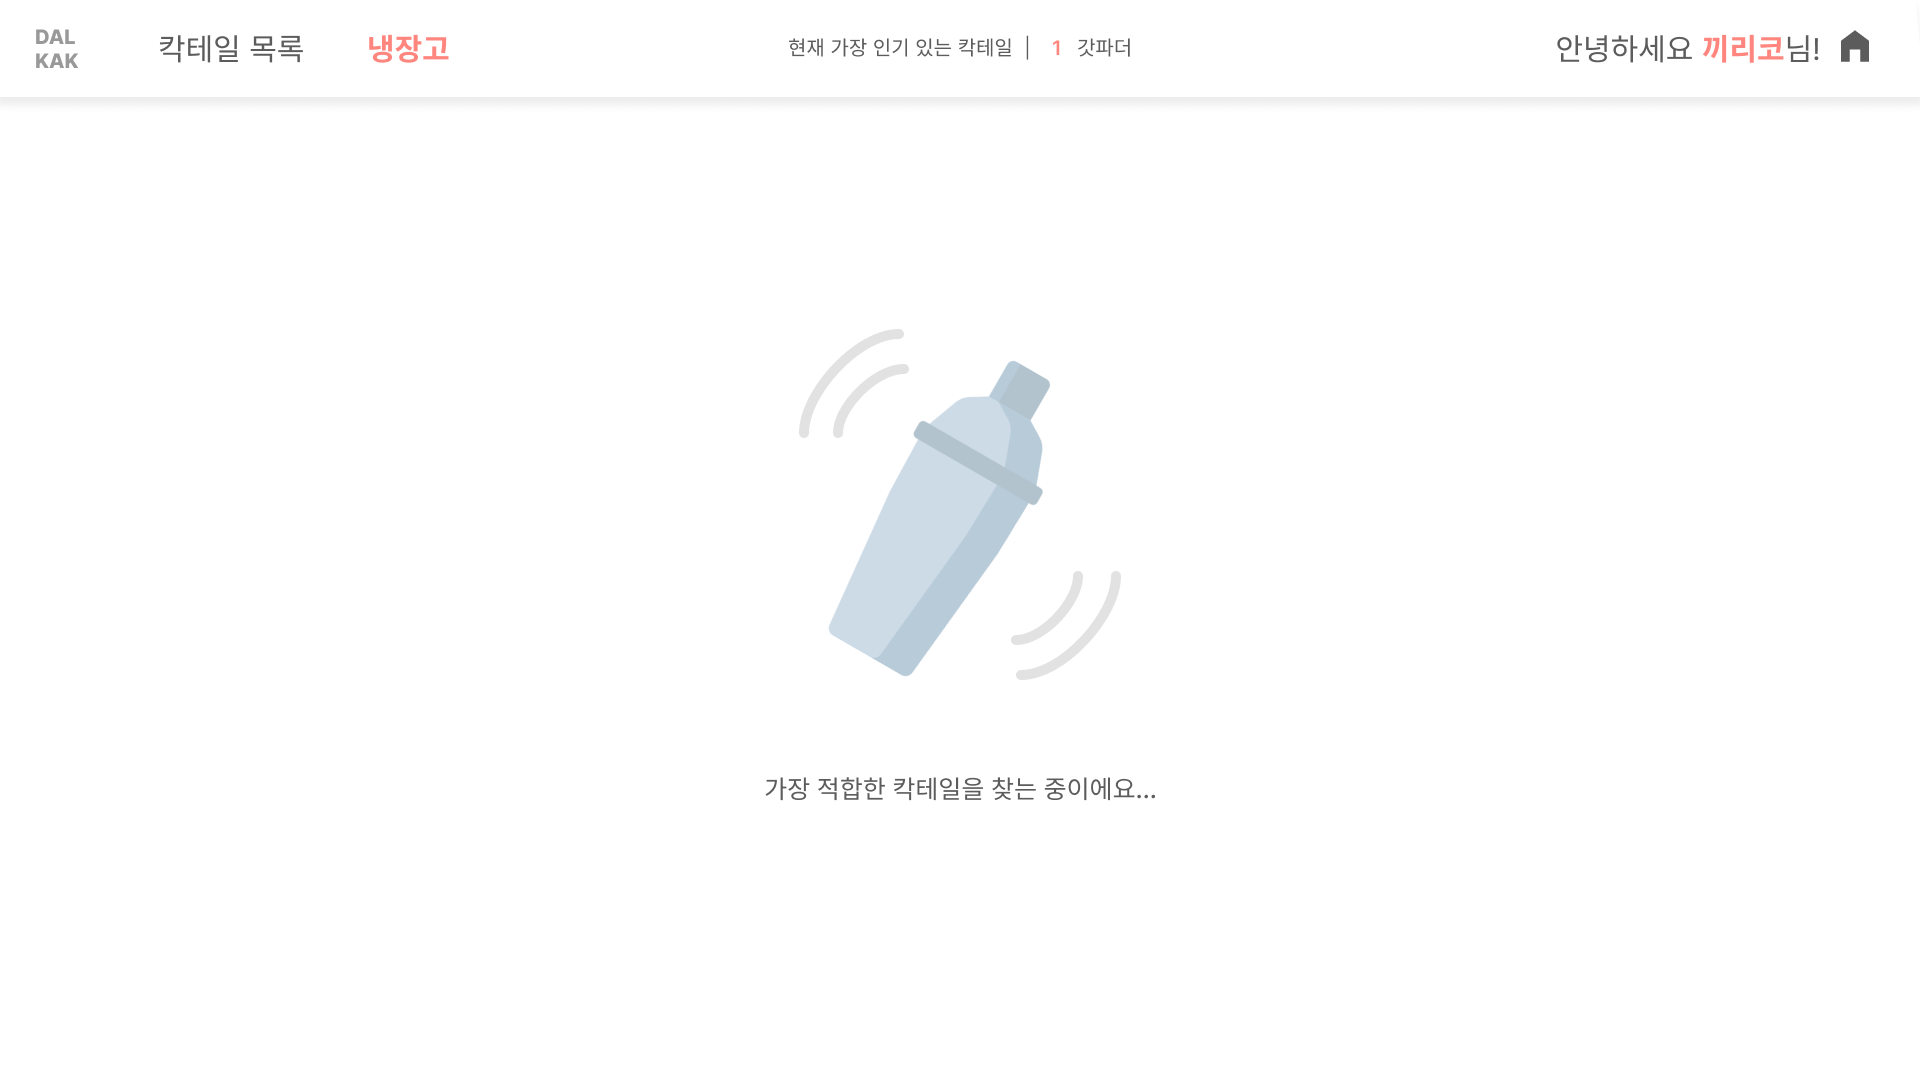 DAL
KAK
칵테일 목록
냉장고
현재 가장 인기 있는 칵테일 | 1 갓파더
안녕하세요 끼리코님!
가장 적합한 칵테일을 찾는 중이에요...